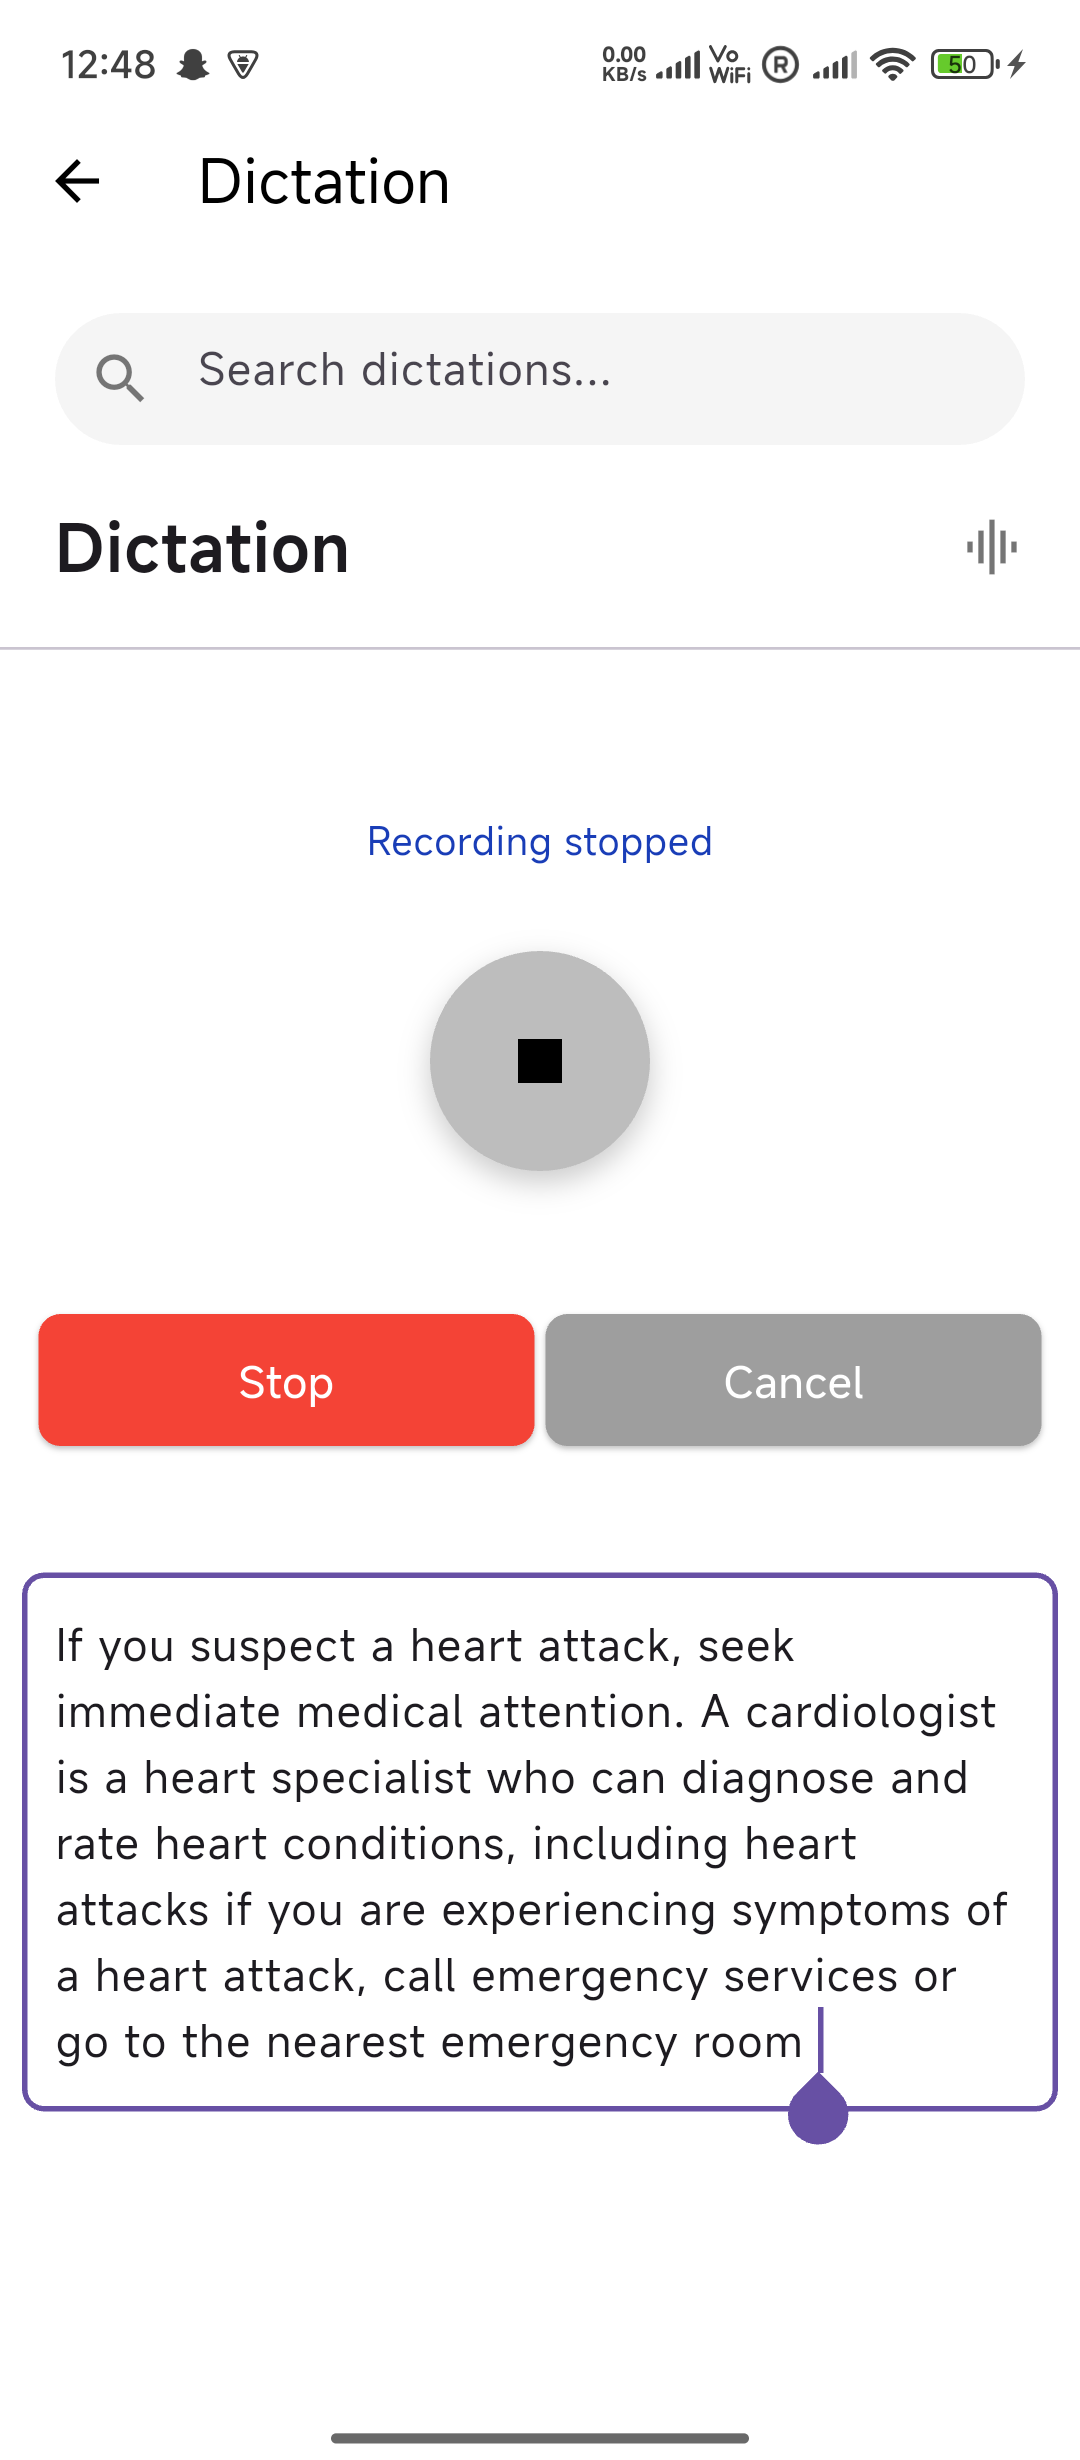 12:48 0.00 KB/s Vo WiFi R 50
Dictation
Search dictations...
Dictation
Recording stopped
Stop Cancel
If you suspect a heart attack, seek
immediate medical attention. A cardiologist
is a heart specialist who can diagnose and
rate heart conditions, including heart
attacks if you are experiencing symptoms of
a heart attack, call emergency services or
go to the nearest emergency room